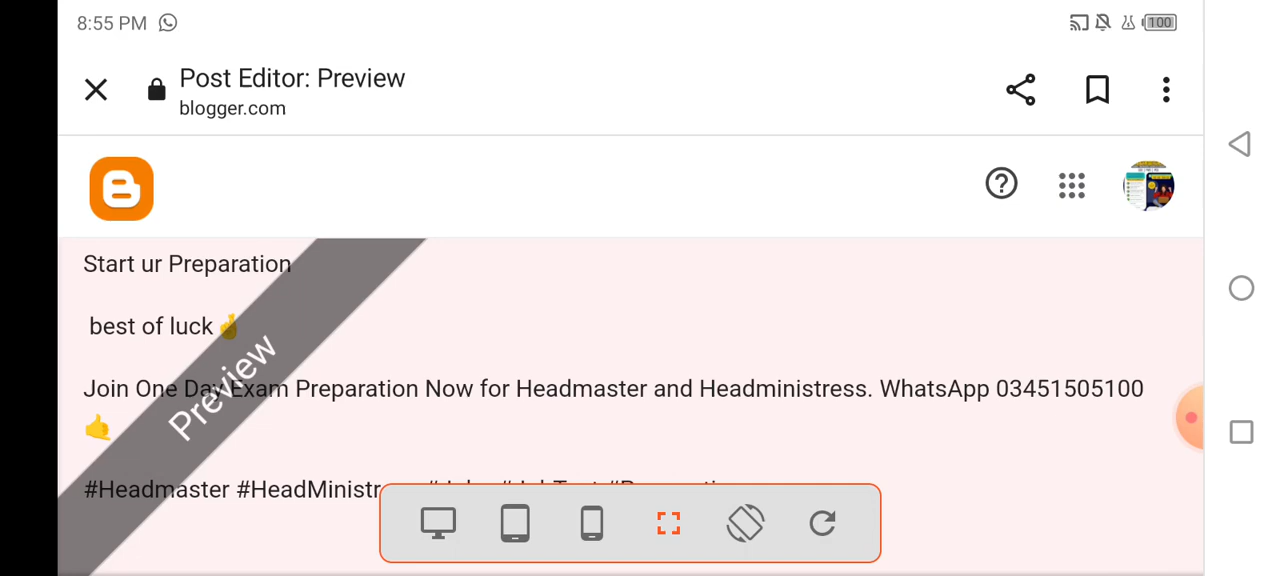 8:55 PM
100
Post Editor: Preview
blogger.com
Start ur Preparation
best of luck🤞
Join One Day Exam Preparation Now for Headmaster and Headministress. WhatsApp 03451505100
🤙
#Headmaster
Preview